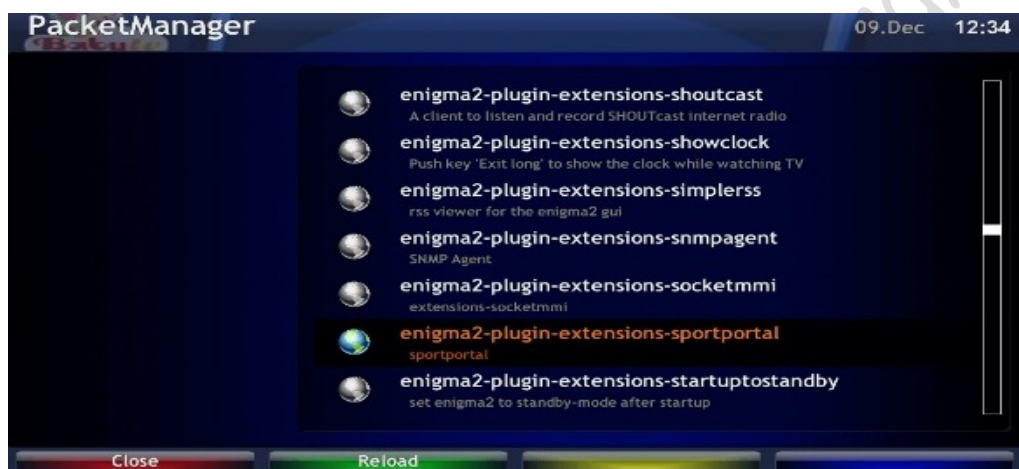 PacketManager
09.Dec 12:34
enigma2-plugin-extensions-shoutcast
A client to listen and record SHOUTcast internet radio
enigma2-plugin-extensions-showclock
Push key 'Exit long' to show the clock while watching TV
enigma2-plugin-extensions-simplerss
rss viewer for the enigma2 gui
enigma2-plugin-extensions-snmpagent
SNMP Agent
enigma2-plugin-extensions-socketmmi
extensions-socketmmi
enigma2-plugin-extensions-sportportal
sportportal
enigma2-plugin-extensions-startuptostandby
set enigma2 to standby-mode after startup
Close Reload